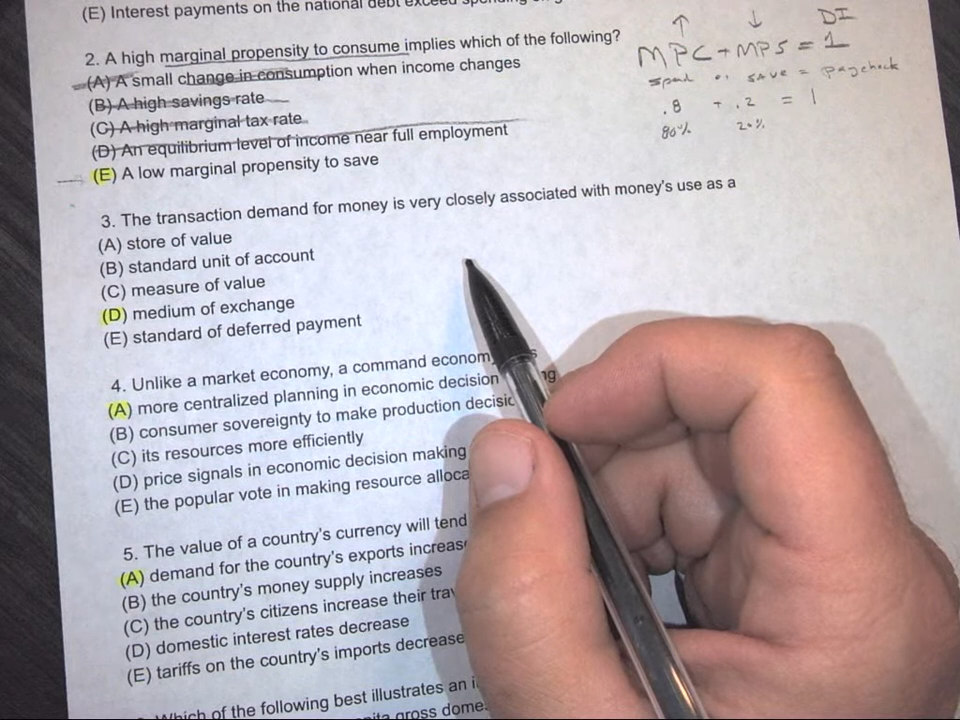 (E) Interest payments on the national debt exceed
2. A high marginal propensity to consume implies which of the following?
(A) A small change in consumption when income changes
(B) A high savings rate
(C) A high marginal tax rate
(D) An equilibrium level of income near full employment
(E) A low marginal propensity to save
↑ ↓ DI
MPC + MPS = 1
spend or save = paycheck
.8 + .2 = 1
80% 20%
3. The transaction demand for money is very closely associated with money's use as a
(A) store of value
(B) standard unit of account
(C) measure of value
(D) medium of exchange
(E) standard of deferred payment
4. Unlike a market economy, a command
(A) more centralized planning in economic decision
(B) consumer sovereignty to make production
(C) its resources more efficiently
(D) price signals in economic decision making
(E) the popular vote in making resource
5. The value of a country's currency will tend
(A) demand for the country's exports
(B) the country's money supply increases
(C) the country's citizens increase their
(D) domestic interest rates decrease
(E) tariffs on the country's imports decrease
Which of the following best illustrates an
gross